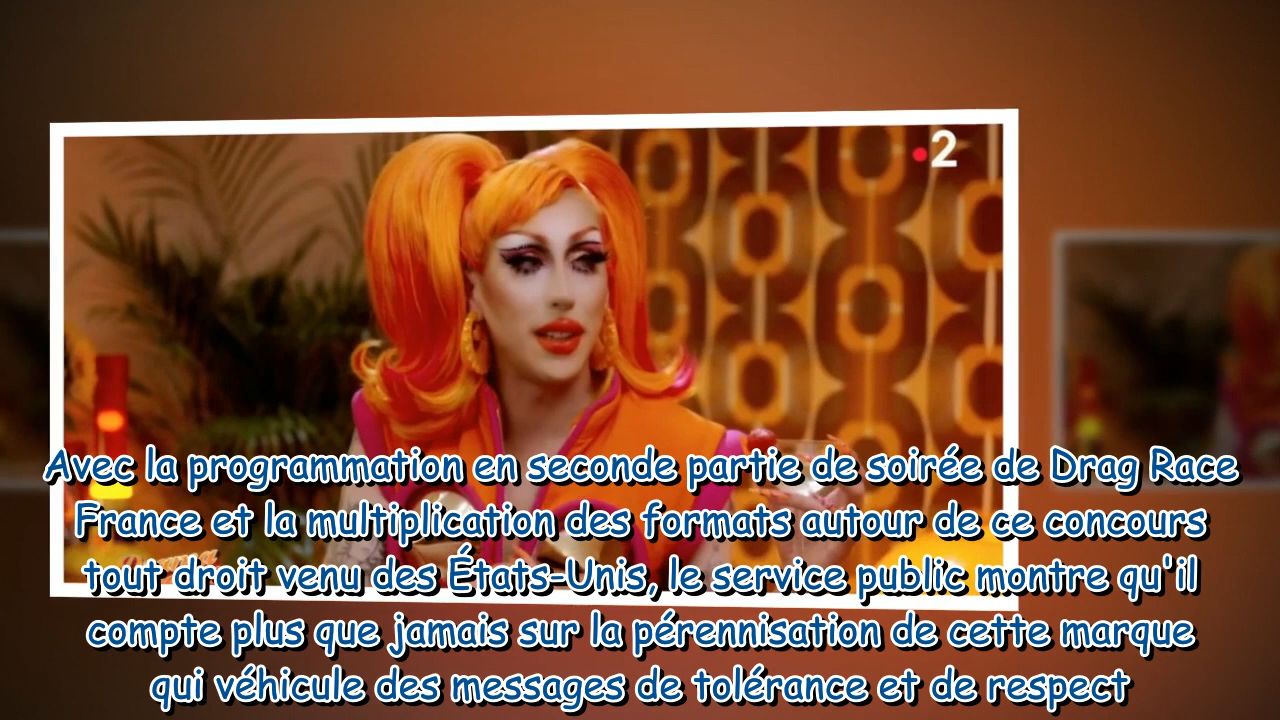 2
Avec la programmation en seconde partie de soirée de Drag Race
France et la multiplication des formats autour de ce concours
tout droit venu des États-Unis, le service public montre qu'il
compte plus que jamais sur la pérennisation de cette marque
qui véhicule des messages de tolérance et de respect